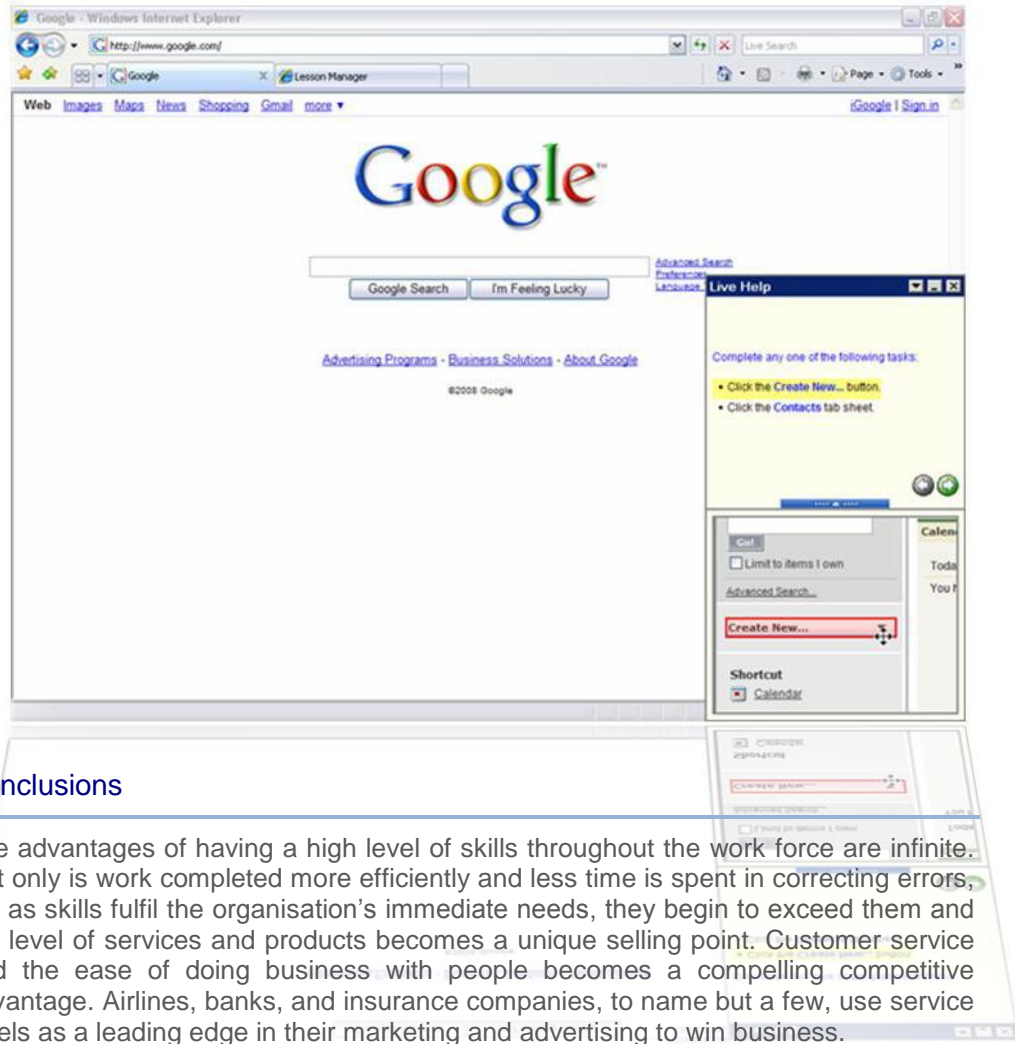 Google - Windows Internet Explorer
http://www.google.com/
Live Search
Google
Lesson Manager
Page
Tools
Web Images Maps News Shopping Gmail more
iGoogle | Sign in
Google™
Advanced Search
Preferences
Language
Google Search
I'm Feeling Lucky
Advertising Programs - Business Solutions - About Google
©2008 Google
Live Help
Complete any one of the following tasks:
• Click the Create New... button.
• Click the Contacts tab sheet.
Go!
Limit to items I own
Advanced Search...
Create New...
Shortcut
Calendar
Calen
Toda
You h
nclusions
e advantages of having a high level of skills throughout the work force are infinite.
t only is work completed more efficiently and less time is spent in correcting errors,
as skills fulfil the organisation's immediate needs, they begin to exceed them and
level of services and products becomes a unique selling point. Customer service
d the ease of doing business with people becomes a compelling competitive
vantage. Airlines, banks, and insurance companies, to name but a few, use service
els as a leading edge in their marketing and advertising to win business.